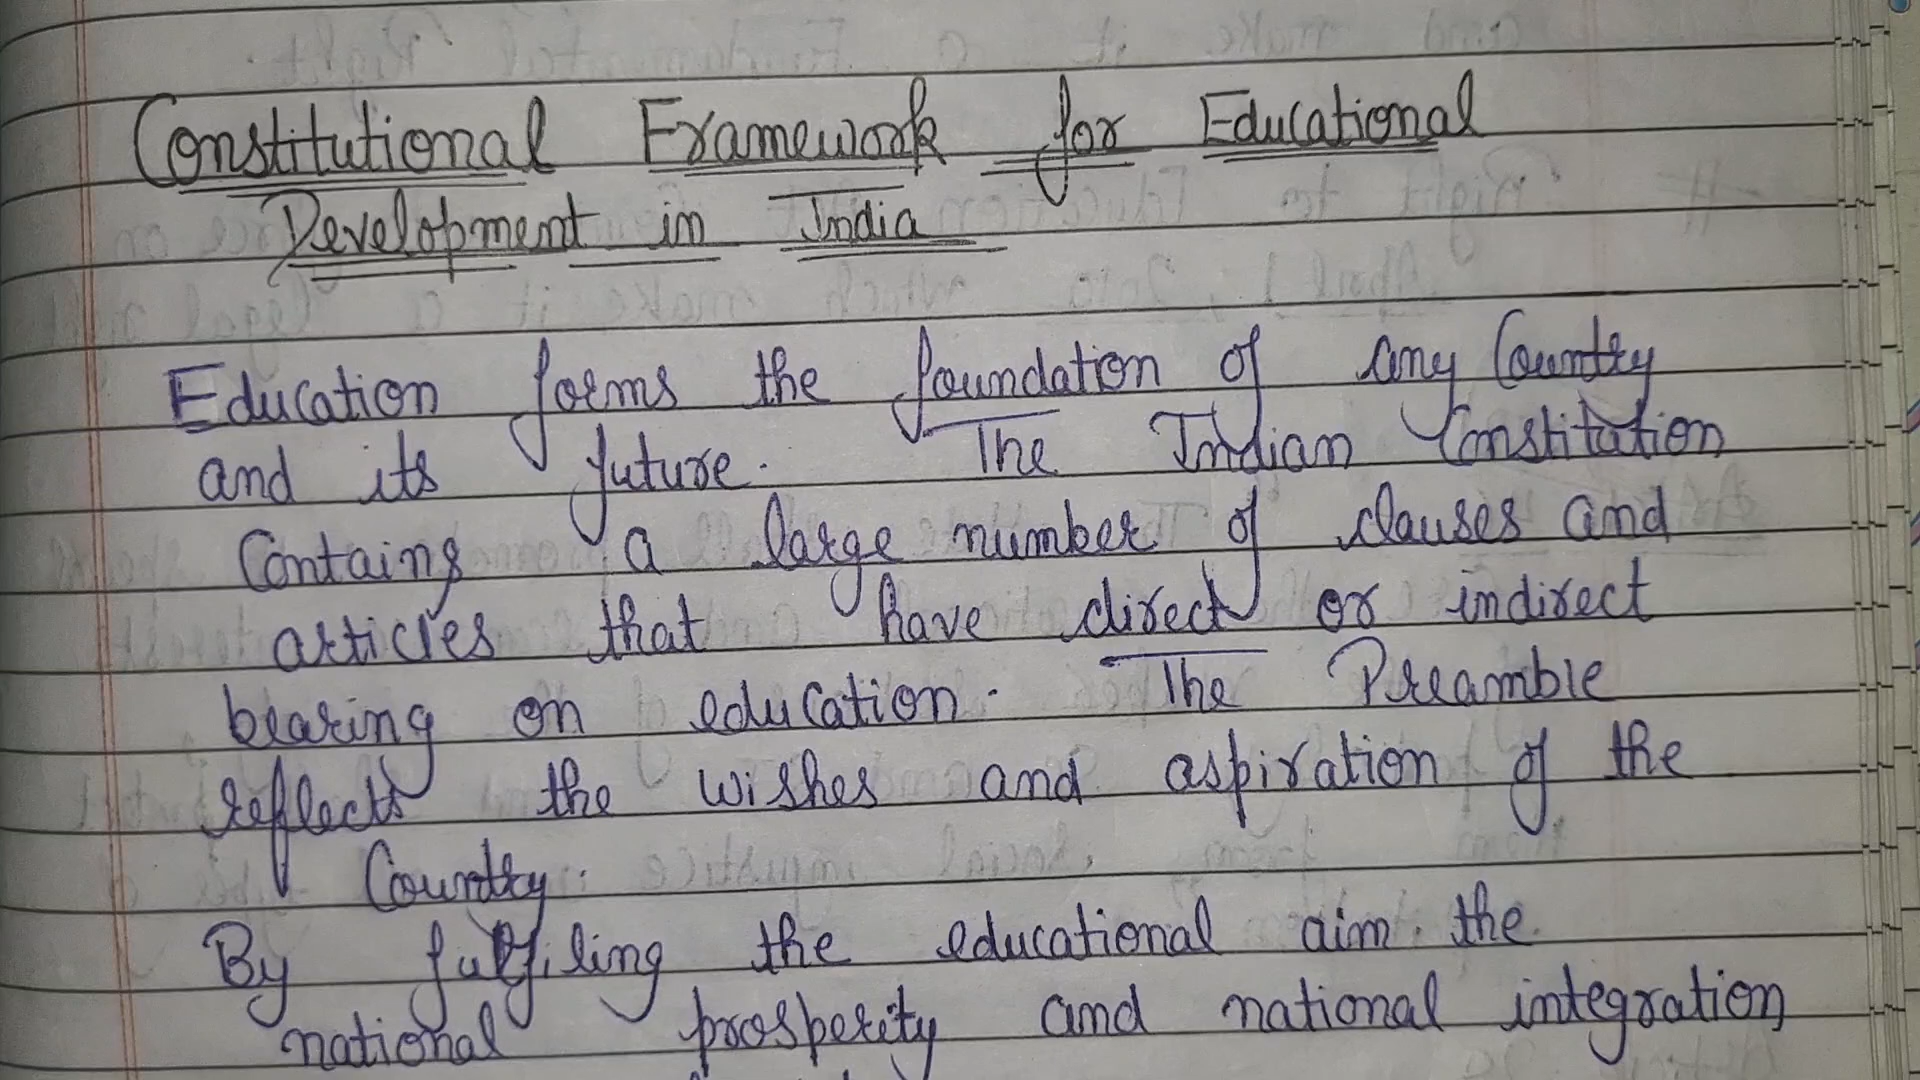 Constitutional Framework for Educational
Development in India
Education forms the foundation of any Country
and its future. The Indian Constitution
Contains a large number of clauses and
articles that have direct or indirect
bearing on education. The Preamble
reflects the wishes and aspiration of the
Country.
By fulfiling the educational aim the
national prosperity and national integration